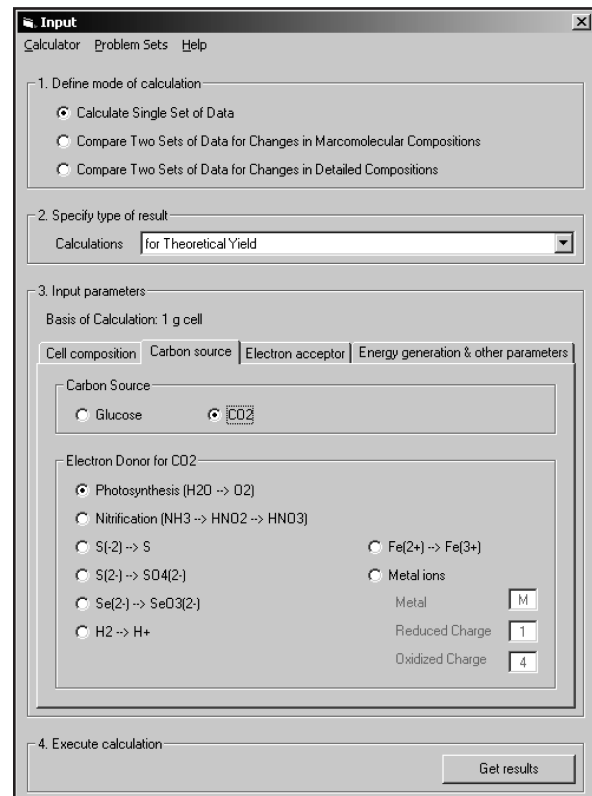 Input
Calculator Problem Sets Help
1. Define mode of calculation
Calculate Single Set of Data
Compare Two Sets of Data for Changes in Marcomolecular Compositions
Compare Two Sets of Data for Changes in Detailed Compositions
2. Specify type of result
Calculations for Theoretical Yield
3. Input parameters
Basis of Calculation: 1 g cell
Cell composition Carbon source Electron acceptor Energy generation & other parameters
Carbon Source
Glucose CO2
Electron Donor for CO2
Photosynthesis (H2O --> O2)
Nitrification (NH3 --> HNO2 --> HNO3)
S(-2) --> S Fe(2+) --> Fe(3+)
S(2-) --> SO4(2-) Metal ions
Metal M
Se(2-) --> SeO3(2-)
Reduced Charge 1
H2 --> H+
Oxidized Charge 4
4. Execute calculation
Get results